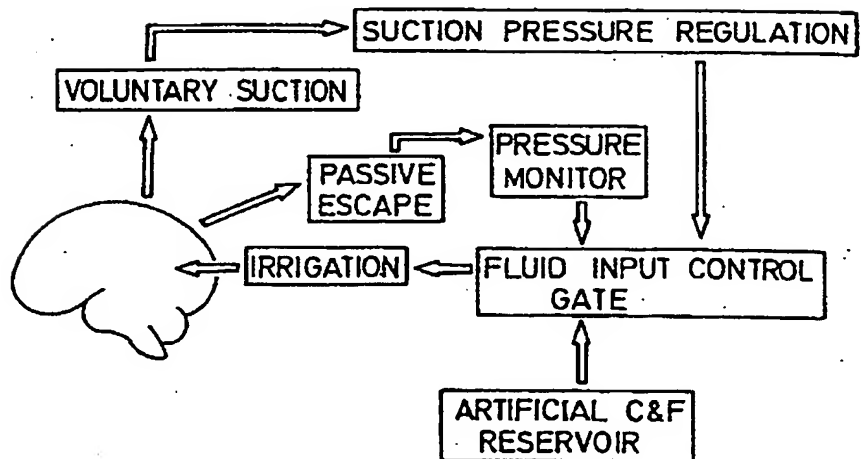 SUCTION PRESSURE REGULATION
VOLUNTARY SUCTION
PASSIVE
ESCAPE
PRESSURE
MONITOR
IRRIGATION
FLUID INPUT CONTROL
GATE
ARTIFICIAL C&F
RESERVOIR